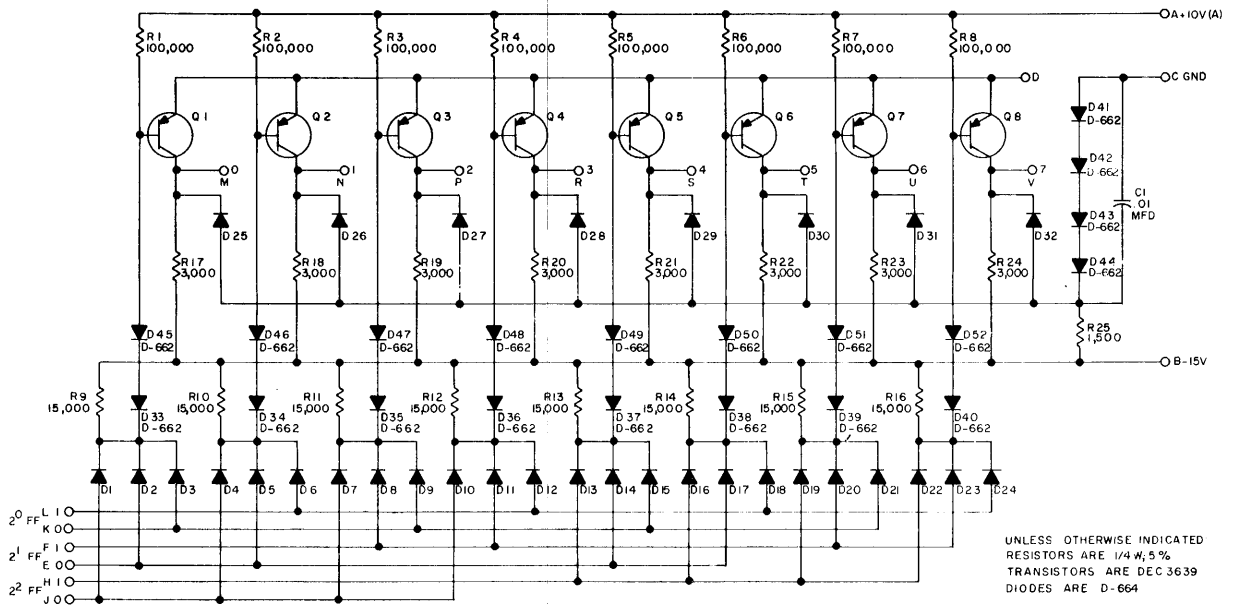 A+10V(A)
R1
100,000
R2
100,000
R3
100,000
R4
100,000
R5
100,000
R6
100,000
R7
100,000
R8
100,000
D
C GND
Q1
Q2
Q3
Q4
Q5
Q6
Q7
Q8
D41
D-662
D42
D-662
D43
D-662
D44
D-662
C1
.01
MFD
0
M
1
N
2
P
3
R
4
S
5
T
6
U
7
V
D25
D26
D27
D28
D29
D30
D31
D32
R17
3,000
R18
3,000
R19
3,000
R20
3,000
R21
3,000
R22
3,000
R23
3,000
R24
3,000
R25
1,500
D45
D-662
D46
D-662
D47
D-662
D48
D-662
D49
D-662
D50
D-662
D51
D-662
D52
D-662
B-15V
R9
15,000
R10
15,000
R11
15,000
R12
15,000
R13
15,000
R14
15,000
R15
15,000
R16
15,000
D33
D-662
D34
D-662
D35
D-662
D36
D-662
D37
D-662
D38
D-662
D39
D-662
D40
D-662
D1
D2
D3
D4
D5
D6
D7
D8
D9
D10
D11
D12
D13
D14
D15
D16
D17
D18
D19
D20
D21
D22
D23
D24
2⁰ FF
L 1
K 0
2¹ FF
F 1
E 0
2² FF
H 1
J 0
UNLESS OTHERWISE INDICATED
RESISTORS ARE 1/4 W; 5%
TRANSISTORS ARE DEC 3639
DIODES ARE D-664